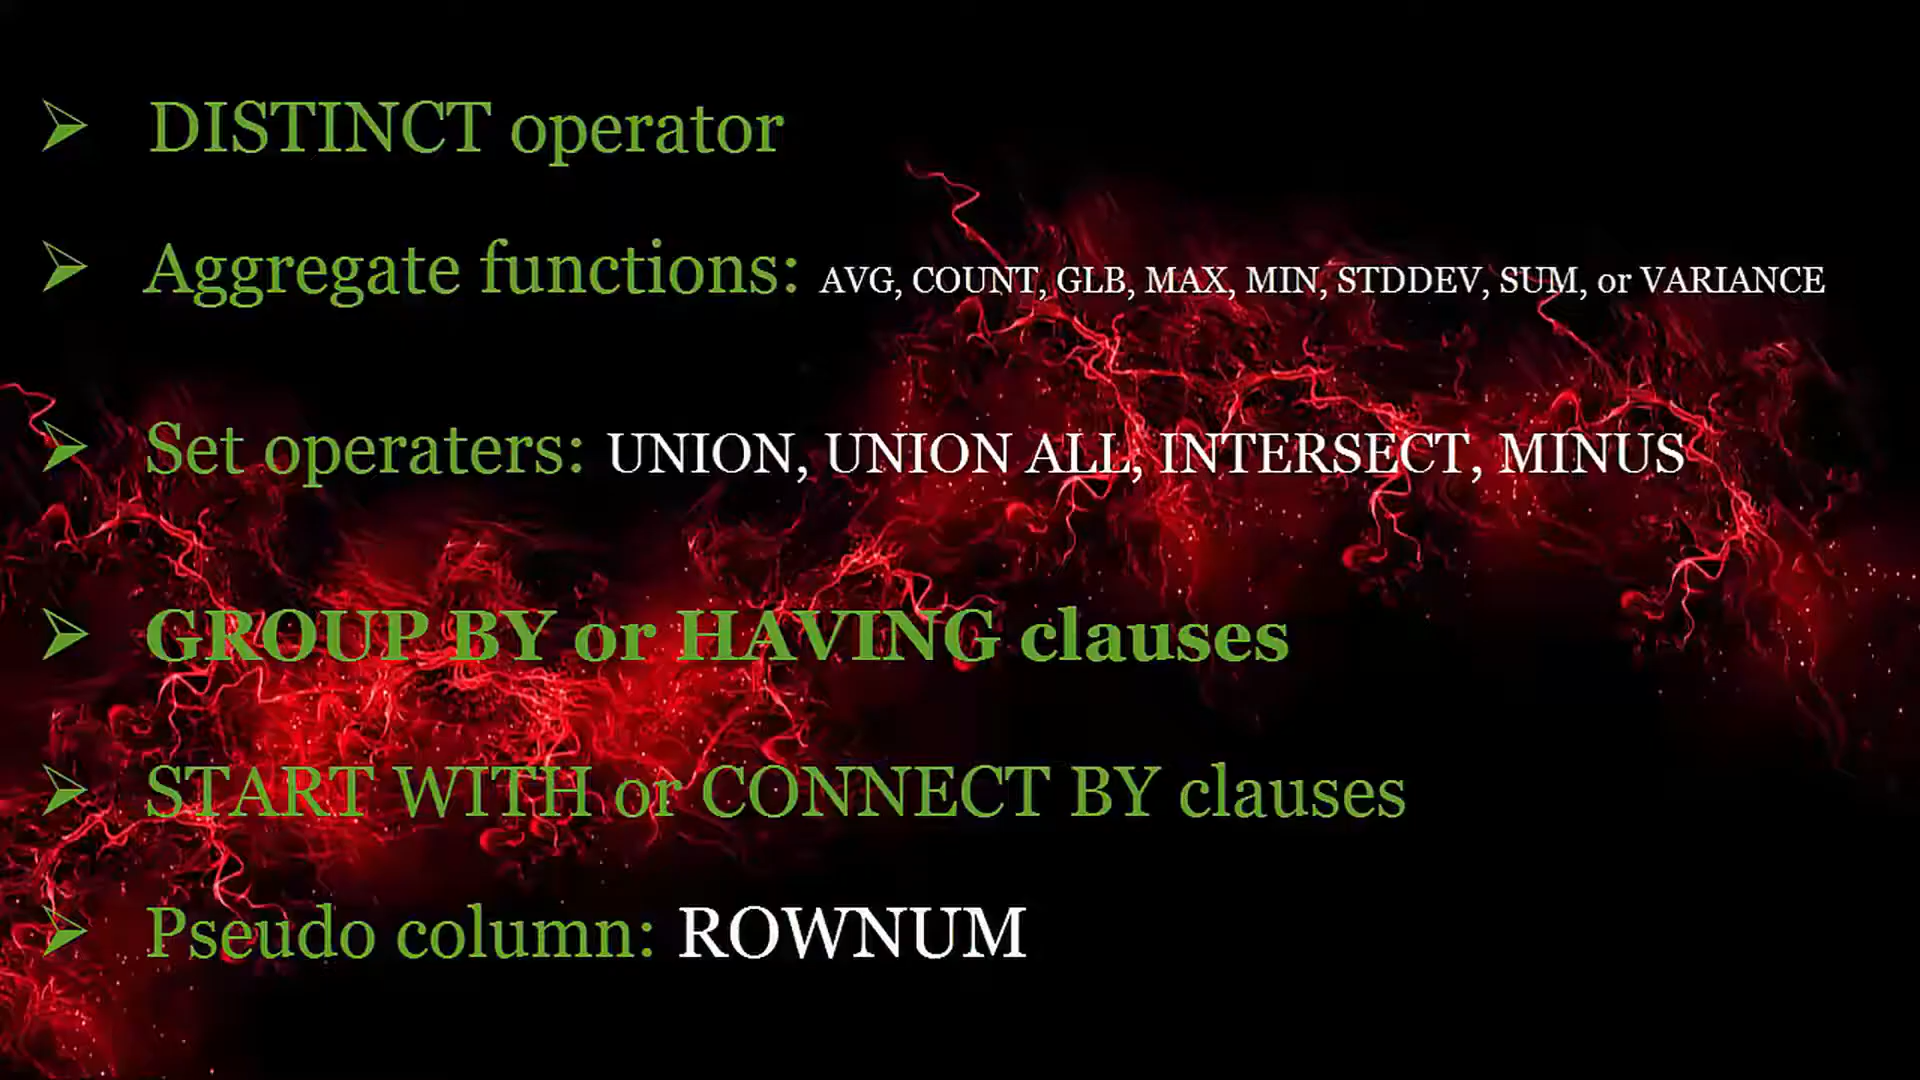 DISTINCT operator
Aggregate functions: AVG, COUNT, GLB, MAX, MIN, STDDEV, SUM, or VARIANCE
Set operaters: UNION, UNION ALL, INTERSECT, MINUS
GROUP BY or HAVING clauses
START WITH or CONNECT BY clauses
Pseudo column: ROWNUM